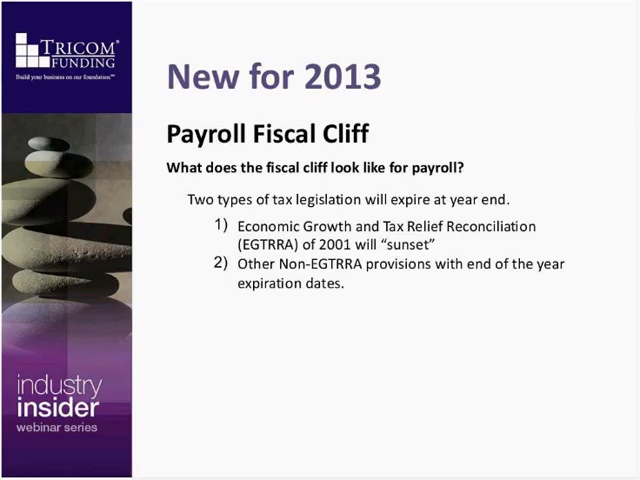 TRICOM®
FUNDING
Build your business on our foundation.℠
New for 2013
Payroll Fiscal Cliff
What does the fiscal cliff look like for payroll?
Two types of tax legislation will expire at year end.
1) Economic Growth and Tax Relief Reconciliation
(EGTRRA) of 2001 will “sunset”
2) Other Non-EGTRRA provisions with end of the year
expiration dates.
industry
insider
webinar series